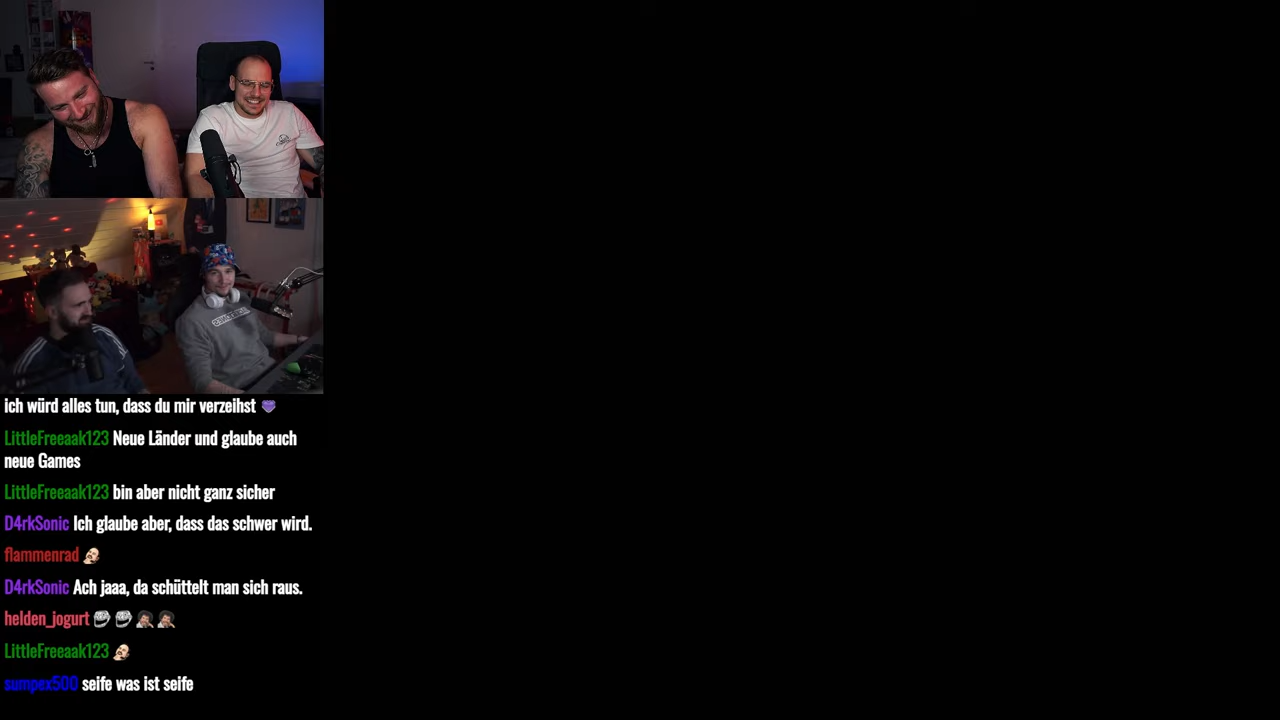 ich würd alles tun, dass du mir verzeihst
LittleFreeaak123 Neue Länder und glaube auch
neue Games
LittleFreeaak123 bin aber nicht ganz sicher
D4rkSonic Ich glaube aber, dass das schwer wird.
flammenrad
D4rkSonic Ach jaaa, da schüttelt man sich raus.
helden_jogurt
LittleFreeaak123
sumpex500 seife was ist seife